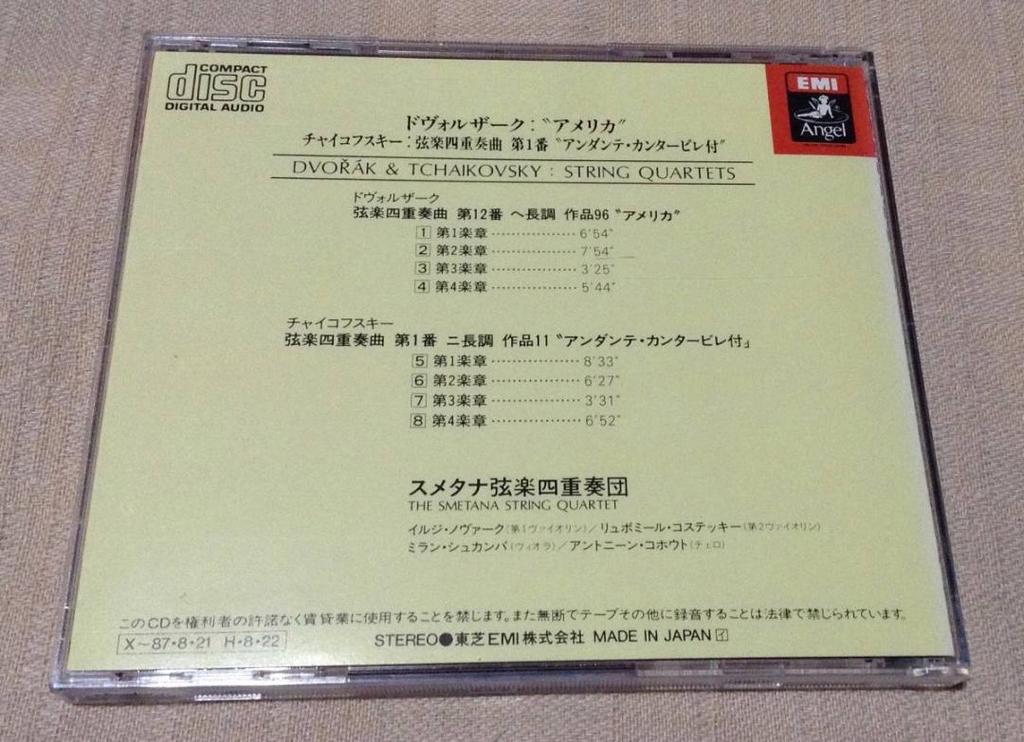 COMPACT
disc
DIGITAL AUDIO
EMI
Angel
ドヴォルザーク:〝アメリカ〞
チャイコフスキー:弦楽四重奏曲 第1番〝アンダンテ・カンタービレ付〞
DVOŘÁK & TCHAIKOVSKY : STRING QUARTETS
ドヴォルザーク
弦楽四重奏曲 第12番 ヘ長調 作品96〝アメリカ〞
1 第1楽章………………6'54"
2 第2楽章………………7'54"
3 第3楽章………………3'25"
4 第4楽章………………5'44"
チャイコフスキー
弦楽四重奏曲 第1番 ニ長調 作品11〝アンダンテ・カンタービレ付」
5 第1楽章………………8'33"
6 第2楽章………………6'27"
7 第3楽章………………3'31"
8 第4楽章………………6'52"
スメタナ弦楽四重奏団
THE SMETANA STRING QUARTET
イルジ・ノヴァーク(第1ヴァイオリン)/リュボミール・コステッキー(第2ヴァイオリン)
ミラン・シュカンパ(ヴィオラ)/アントニーン・コホウト(チェロ)
このCDを権利者の許諾なく賃貸業に使用することを禁じます。また無断でテープその他に録音することは法律で禁じられています。
X～87・8・21 H・8・22
STEREO●東芝EMI株式会社 MADE IN JAPAN イ